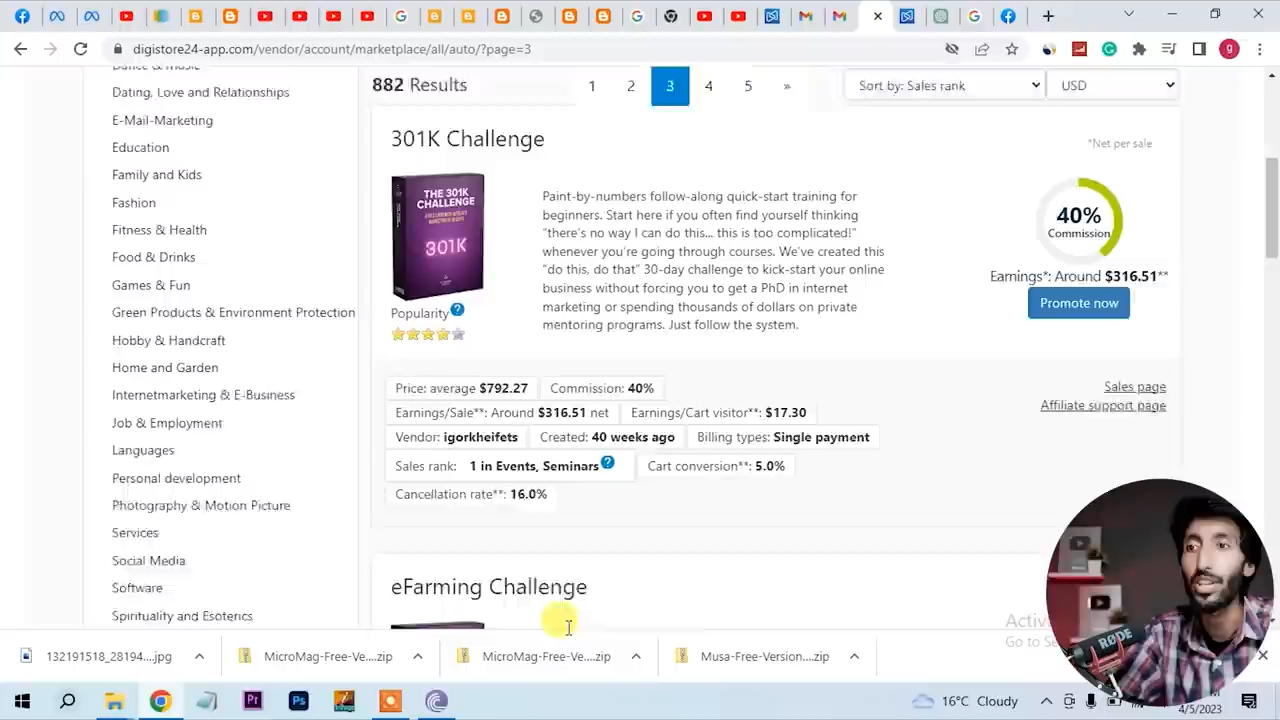 digistore24-app.com/vendor/account/marketplace/all/auto/?page=3
g
Dance & Music
Dating, Love and Relationships
E-Mail-Marketing
Education
Family and Kids
Fashion
Fitness & Health
Food & Drinks
Games & Fun
Green Products & Environment Protection
Hobby & Handcraft
Home and Garden
Internetmarketing & E-Business
Job & Employment
Languages
Personal development
Photography & Motion Picture
Services
Social Media
Software
Spirituality and Esoterics
882 Results
1 2 3 4 5 »
Sort by: Sales rank
USD
301K Challenge
*Net per sale
THE 301K
CHALLENGE
301K
Popularity
Paint-by-numbers follow-along quick-start training for
beginners. Start here if you often find yourself thinking
"there's no way I can do this... this is too complicated!"
whenever you're going through courses. We've created this
"do this, do that" 30-day challenge to kick-start your online
business without forcing you to get a PhD in internet
marketing or spending thousands of dollars on private
mentoring programs. Just follow the system.
40%
Commission
Earnings*: Around $316.51**
Promote now
Price: average $792.27
Commission: 40%
Earnings/Sale**: Around $316.51 net
Earnings/Cart visitor**: $17.30
Vendor: igorkheifets
Created: 40 weeks ago
Billing types: Single payment
Sales rank: 1 in Events, Seminars
Cart conversion**: 5.0%
Cancellation rate**: 16.0%
Sales page
Affiliate support page
eFarming Challenge
Activ
Go to Se
RØDE
132191518_28194....jpg
MicroMag-Free-Ve....zip
MicroMag-Free-Ve....zip
Musa-Free-Version....zip
Pr
Ps
16°C Cloudy
4/5/2023